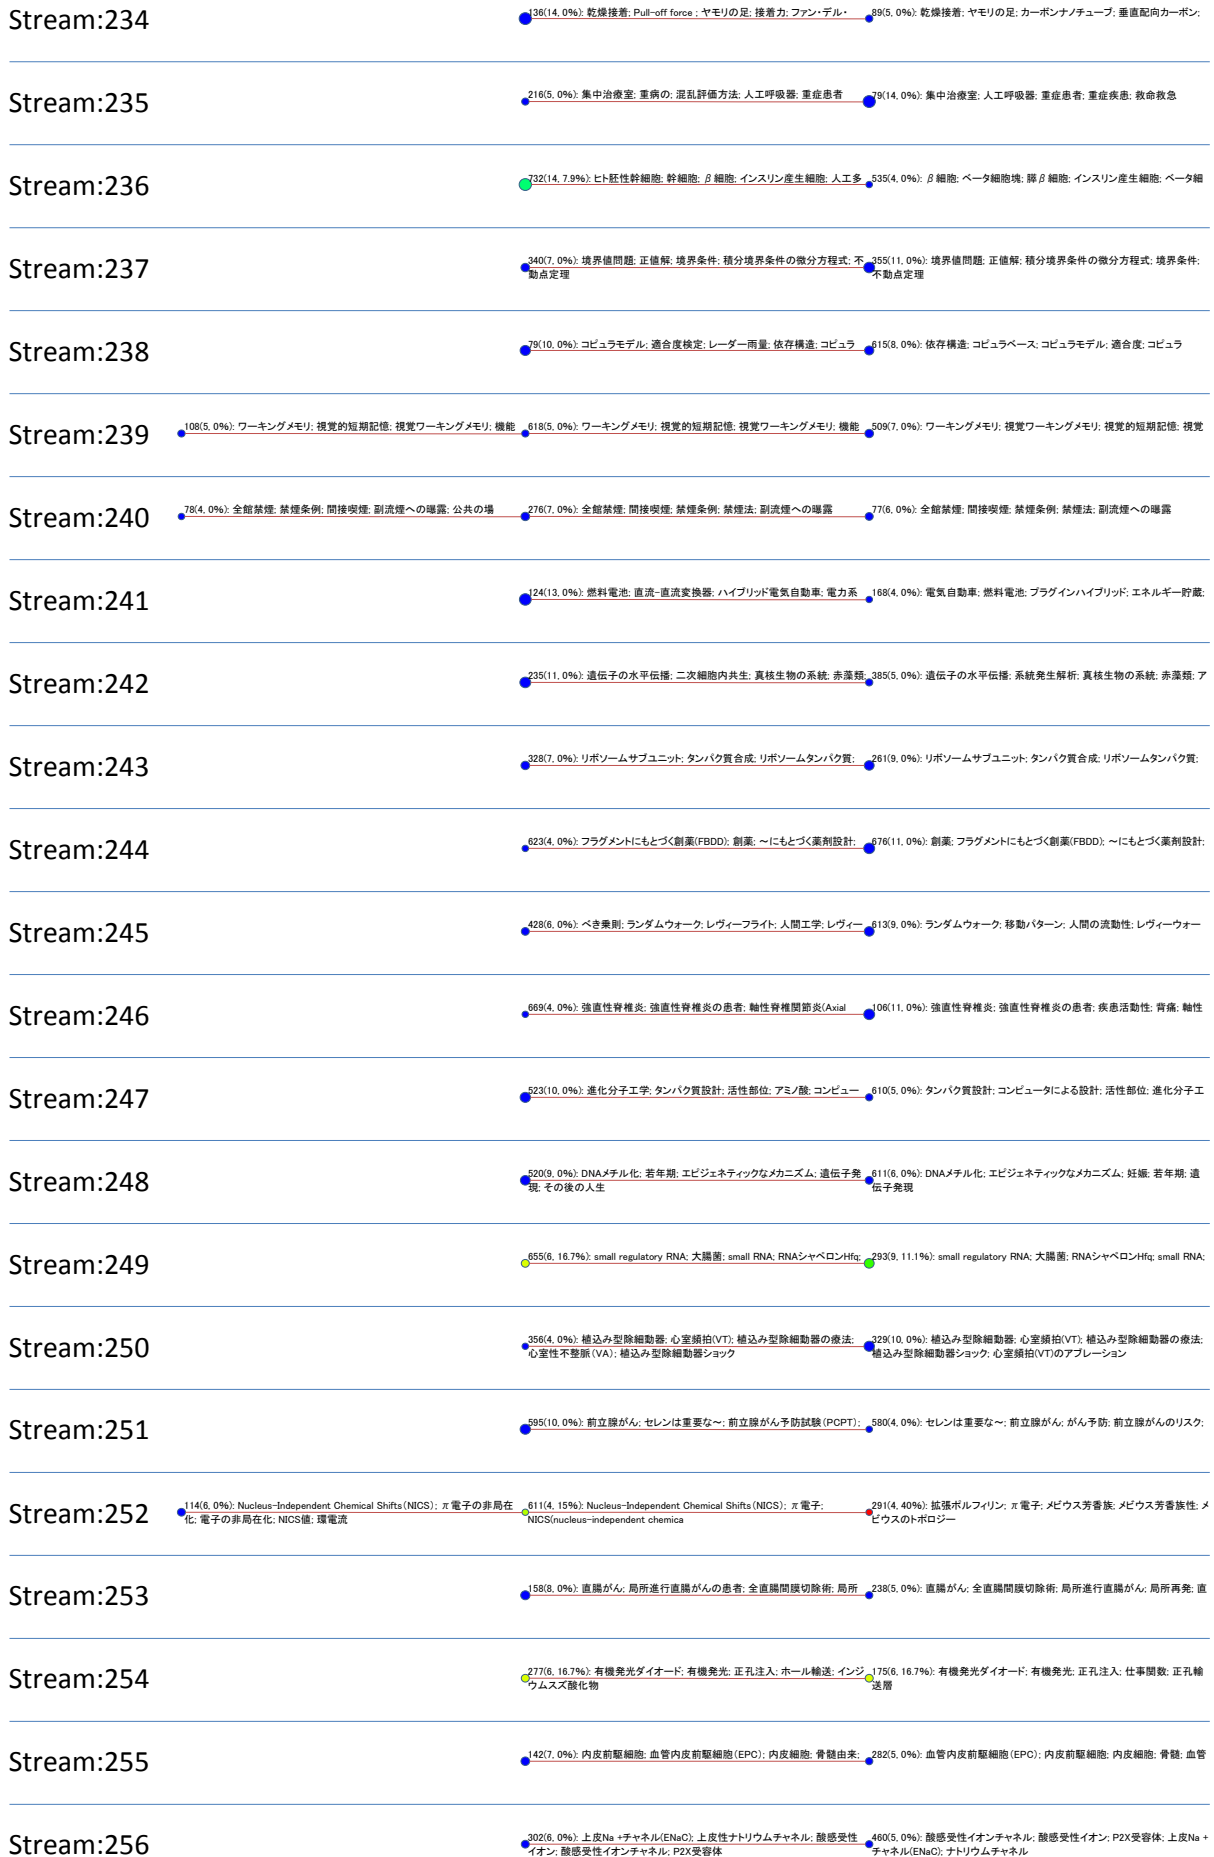 Stream:234
136(14, 0%): 乾燥接着; Pull-off force ; ヤモリの足; 接着力; ファン・デル・
89(5, 0%): 乾燥接着; ヤモリの足; カーボンナノチューブ; 垂直配向カーボン;
Stream:235
216(5, 0%): 集中治療室; 重病の; 混乱評価方法; 人工呼吸器; 重症患者
79(14, 0%): 集中治療室; 人工呼吸器; 重症患者; 重症疾患; 救命救急
Stream:236
732(14, 7.9%): ヒト胚性幹細胞; 幹細胞; β細胞; インスリン産生細胞; 人工多
535(4, 0%): β細胞; ベータ細胞塊; 膵β細胞; インスリン産生細胞; ベータ細
Stream:237
340(7, 0%): 境界値問題; 正値解; 境界条件; 積分境界条件の微分方程式; 不
動点定理
355(11, 0%): 境界値問題; 正値解; 積分境界条件の微分方程式; 境界条件;
不動点定理
Stream:238
79(10, 0%): コピュラモデル; 適合度検定; レーダー雨量; 依存構造; コピュラ
615(8, 0%): 依存構造; コピュラベース; コピュラモデル; 適合度; コピュラ
Stream:239
108(5, 0%): ワーキングメモリ; 視覚的短期記憶; 視覚ワーキングメモリ; 機能
618(5, 0%): ワーキングメモリ; 視覚的短期記憶; 視覚ワーキングメモリ; 機能
509(7, 0%): ワーキングメモリ; 視覚ワーキングメモリ; 視覚的短期記憶; 視覚
Stream:240
78(4, 0%): 全館禁煙; 禁煙条例; 間接喫煙; 副流煙への曝露; 公共の場
276(7, 0%): 全館禁煙; 間接喫煙; 禁煙条例; 禁煙法; 副流煙への曝露
77(6, 0%): 全館禁煙; 間接喫煙; 禁煙条例; 禁煙法; 副流煙への曝露
Stream:241
124(13, 0%): 燃料電池; 直流-直流変換器; ハイブリッド電気自動車; 電力系
168(4, 0%): 電気自動車; 燃料電池; プラグインハイブリッド; エネルギー貯蔵;
Stream:242
235(11, 0%): 遺伝子の水平伝播; 二次細胞内共生; 真核生物の系統; 赤藻類;
385(5, 0%): 遺伝子の水平伝播; 系統発生解析; 真核生物の系統; 赤藻類; ア
Stream:243
328(7, 0%): リボソームサブユニット; タンパク質合成; リボソームタンパク質;
261(9, 0%): リボソームサブユニット; タンパク質合成; リボソームタンパク質;
Stream:244
623(4, 0%): フラグメントにもとづく創薬(FBDD); 創薬; ～にもとづく薬剤設計;
676(11, 0%): 創薬; フラグメントにもとづく創薬(FBDD); ～にもとづく薬剤設計;
Stream:245
428(6, 0%): べき乗則; ランダムウォーク; レヴィーフライト; 人間工学; レヴィー
613(9, 0%): ランダムウォーク; 移動パターン; 人間の流動性; レヴィーウォー
Stream:246
669(4, 0%): 強直性脊椎炎; 強直性脊椎炎の患者; 軸性脊椎関節炎(Axial
106(11, 0%): 強直性脊椎炎; 強直性脊椎炎の患者; 疾患活動性; 背痛; 軸性
Stream:247
523(10, 0%): 進化分子工学; タンパク質設計; 活性部位; アミノ酸; コンピュー
610(5, 0%): タンパク質設計; コンピュータによる設計; 活性部位; 進化分子工
Stream:248
520(9, 0%): DNAメチル化; 若年期; エピジェネティックなメカニズム; 遺伝子発
現; その後の人生
611(6, 0%): DNAメチル化; エピジェネティックなメカニズム; 妊娠; 若年期; 遺
伝子発現
Stream:249
655(6, 16.7%): small regulatory RNA; 大腸菌; small RNA; RNAシャペロンHfq;
293(9, 11.1%): small regulatory RNA; 大腸菌; RNAシャペロンHfq; small RNA;
Stream:250
356(4, 0%): 植込み型除細動器; 心室頻拍(VT); 植込み型除細動器の療法;
心室性不整脈(VA); 植込み型除細動器ショック
329(10, 0%): 植込み型除細動器; 心室頻拍(VT); 植込み型除細動器の療法;
植込み型除細動器ショック; 心室頻拍(VT)のアブレーション
Stream:251
595(10, 0%): 前立腺がん; セレンは重要な～; 前立腺がん予防試験(PCPT);
580(4, 0%): セレンは重要な～; 前立腺がん; がん予防; 前立腺がんのリスク;
Stream:252
114(6, 0%): Nucleus-Independent Chemical Shifts(NICS); π電子の非局在
化; 電子の非局在化; NICS値; 環電流
611(4, 15%): Nucleus-Independent Chemical Shifts(NICS); π電子;
NICS(nucleus-independent chemica
291(4, 40%): 拡張ポルフィリン; π電子; メビウス芳香族; メビウス芳香族性; メ
ビウスのトポロジー
Stream:253
158(8, 0%): 直腸がん; 局所進行直腸がんの患者; 全直腸間膜切除術; 局所
238(5, 0%): 直腸がん; 全直腸間膜切除術; 局所進行直腸がん; 局所再発; 直
Stream:254
277(6, 16.7%): 有機発光ダイオード; 有機発光; 正孔注入; ホール輸送; インジ
ウムスズ酸化物
175(6, 16.7%): 有機発光ダイオード; 有機発光; 正孔注入; 仕事関数; 正孔輸
送層
Stream:255
142(7, 0%): 内皮前駆細胞; 血管内皮前駆細胞(EPC); 内皮細胞; 骨髄由来;
282(5, 0%): 血管内皮前駆細胞(EPC); 内皮前駆細胞; 内皮細胞; 骨髄; 血管
Stream:256
302(6, 0%): 上皮Na +チャネル(ENaC); 上皮性ナトリウムチャネル; 酸感受性
イオン; 酸感受性イオンチャネル; P2X受容体
460(5, 0%): 酸感受性イオンチャネル; 酸感受性イオン; P2X受容体; 上皮Na +
チャネル(ENaC); ナトリウムチャネル